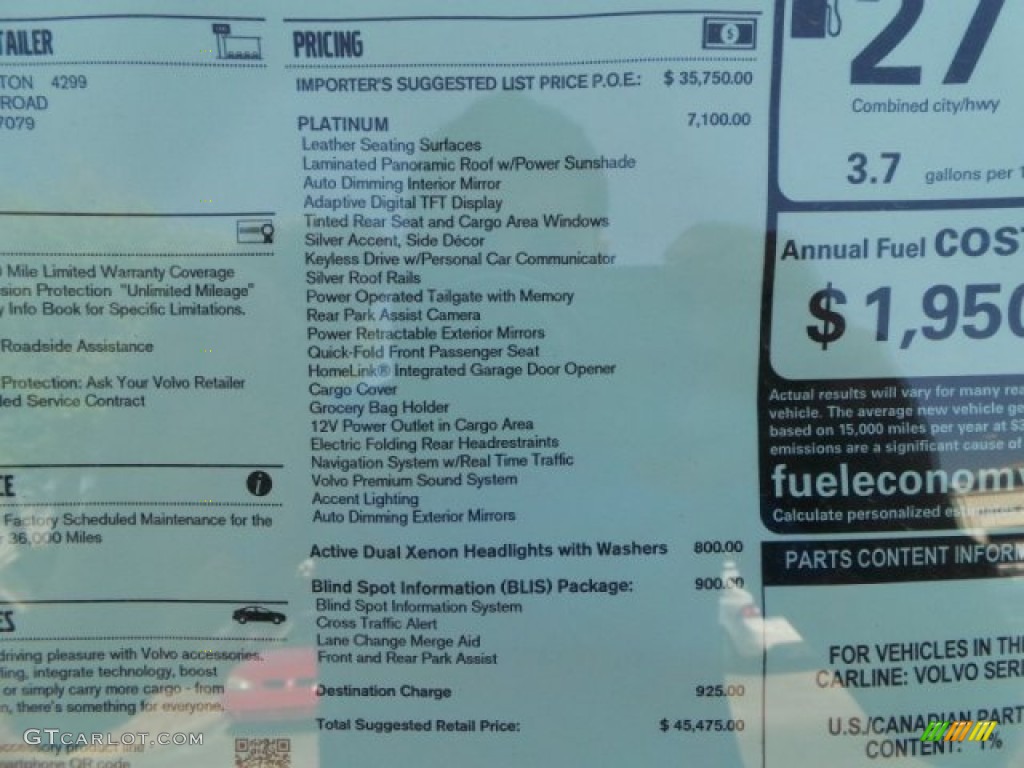 TAILER
TON 4299
ROAD
7079
Mile Limited Warranty Coverage
sion Protection "Unlimited Mileage"
y Info Book for Specific Limitations.
Roadside Assistance
Protection: Ask Your Volvo Retailer
led Service Contract
CE
Factory Scheduled Maintenance for the
36,000 Miles
ES
driving pleasure with Volvo accessories.
ling, integrate technology, boost
or simply carry more cargo - from
n, there's something for everyone.
accessory product line
smartphone QR code
PRICING
$
IMPORTER'S SUGGESTED LIST PRICE P.O.E.: $ 35,750.00
PLATINUM 7,100.00
Leather Seating Surfaces
Laminated Panoramic Roof w/Power Sunshade
Auto Dimming Interior Mirror
Adaptive Digital TFT Display
Tinted Rear Seat and Cargo Area Windows
Silver Accent, Side Décor
Keyless Drive w/Personal Car Communicator
Silver Roof Rails
Power Operated Tailgate with Memory
Rear Park Assist Camera
Power Retractable Exterior Mirrors
Quick-Fold Front Passenger Seat
HomeLink® Integrated Garage Door Opener
Cargo Cover
Grocery Bag Holder
12V Power Outlet in Cargo Area
Electric Folding Rear Headrestraints
Navigation System w/Real Time Traffic
Volvo Premium Sound System
Accent Lighting
Auto Dimming Exterior Mirrors
Active Dual Xenon Headlights with Washers 800.00
Blind Spot Information (BLIS) Package: 900.00
Blind Spot Information System
Cross Traffic Alert
Lane Change Merge Aid
Front and Rear Park Assist
Destination Charge 925.00
Total Suggested Retail Price: $ 45,475.00
27
Combined city/hwy
3.7 gallons per 1
Annual Fuel COST
$1,950
Actual results will vary for many rea
vehicle. The average new vehicle ge
based on 15,000 miles per year at $3
emissions are a significant cause of
fueleconomy
Calculate personalized estimates
PARTS CONTENT INFORM
FOR VEHICLES IN THI
CARLINE: VOLVO SERI
U.S./CANADIAN PART
CONTENT: 1%
GTCARLOT.COM